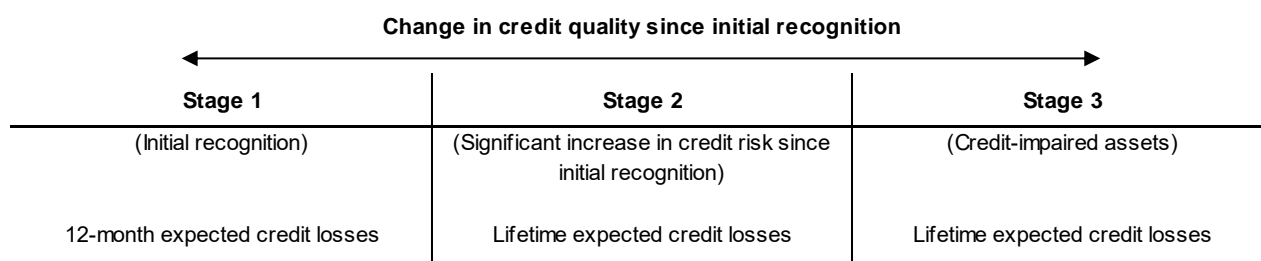 Change in credit quality since initial recognition
Stage 1 Stage 2 Stage 3
(Initial recognition) (Significant increase in credit risk since initial recognition) (Credit-impaired assets)
12-month expected credit losses Lifetime expected credit losses Lifetime expected credit losses